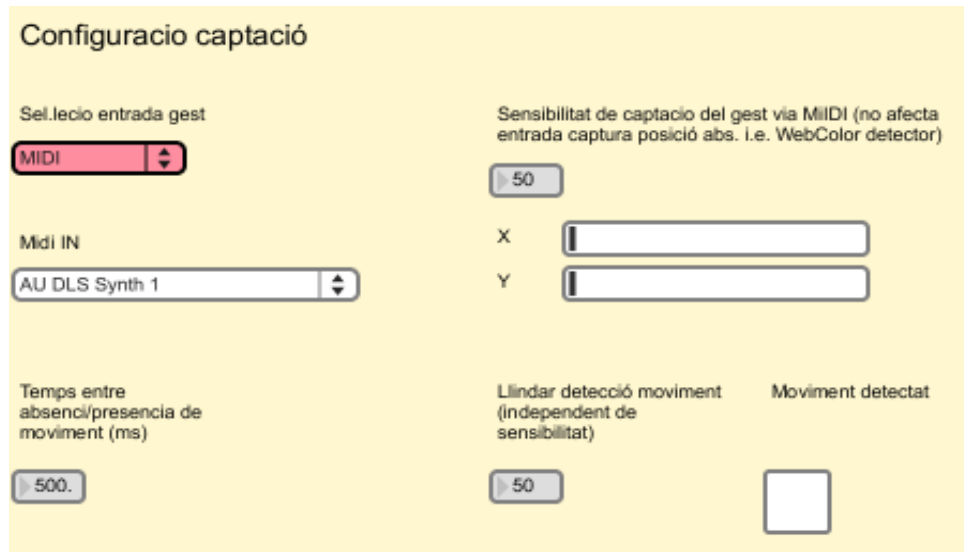 Configuracio captació
Sel.lecio entrada gest
MIDI
Midi IN
AU DLS Synth 1
Sensibilitat de captacio del gest via MilDI (no afecta
entrada captura posició abs. i.e. WebColor detector)
50
X
Y
Temps entre
absenci/presencia de
moviment (ms)
500.
Llindar detecció moviment
(independent de
sensibilitat)
50
Moviment detectat